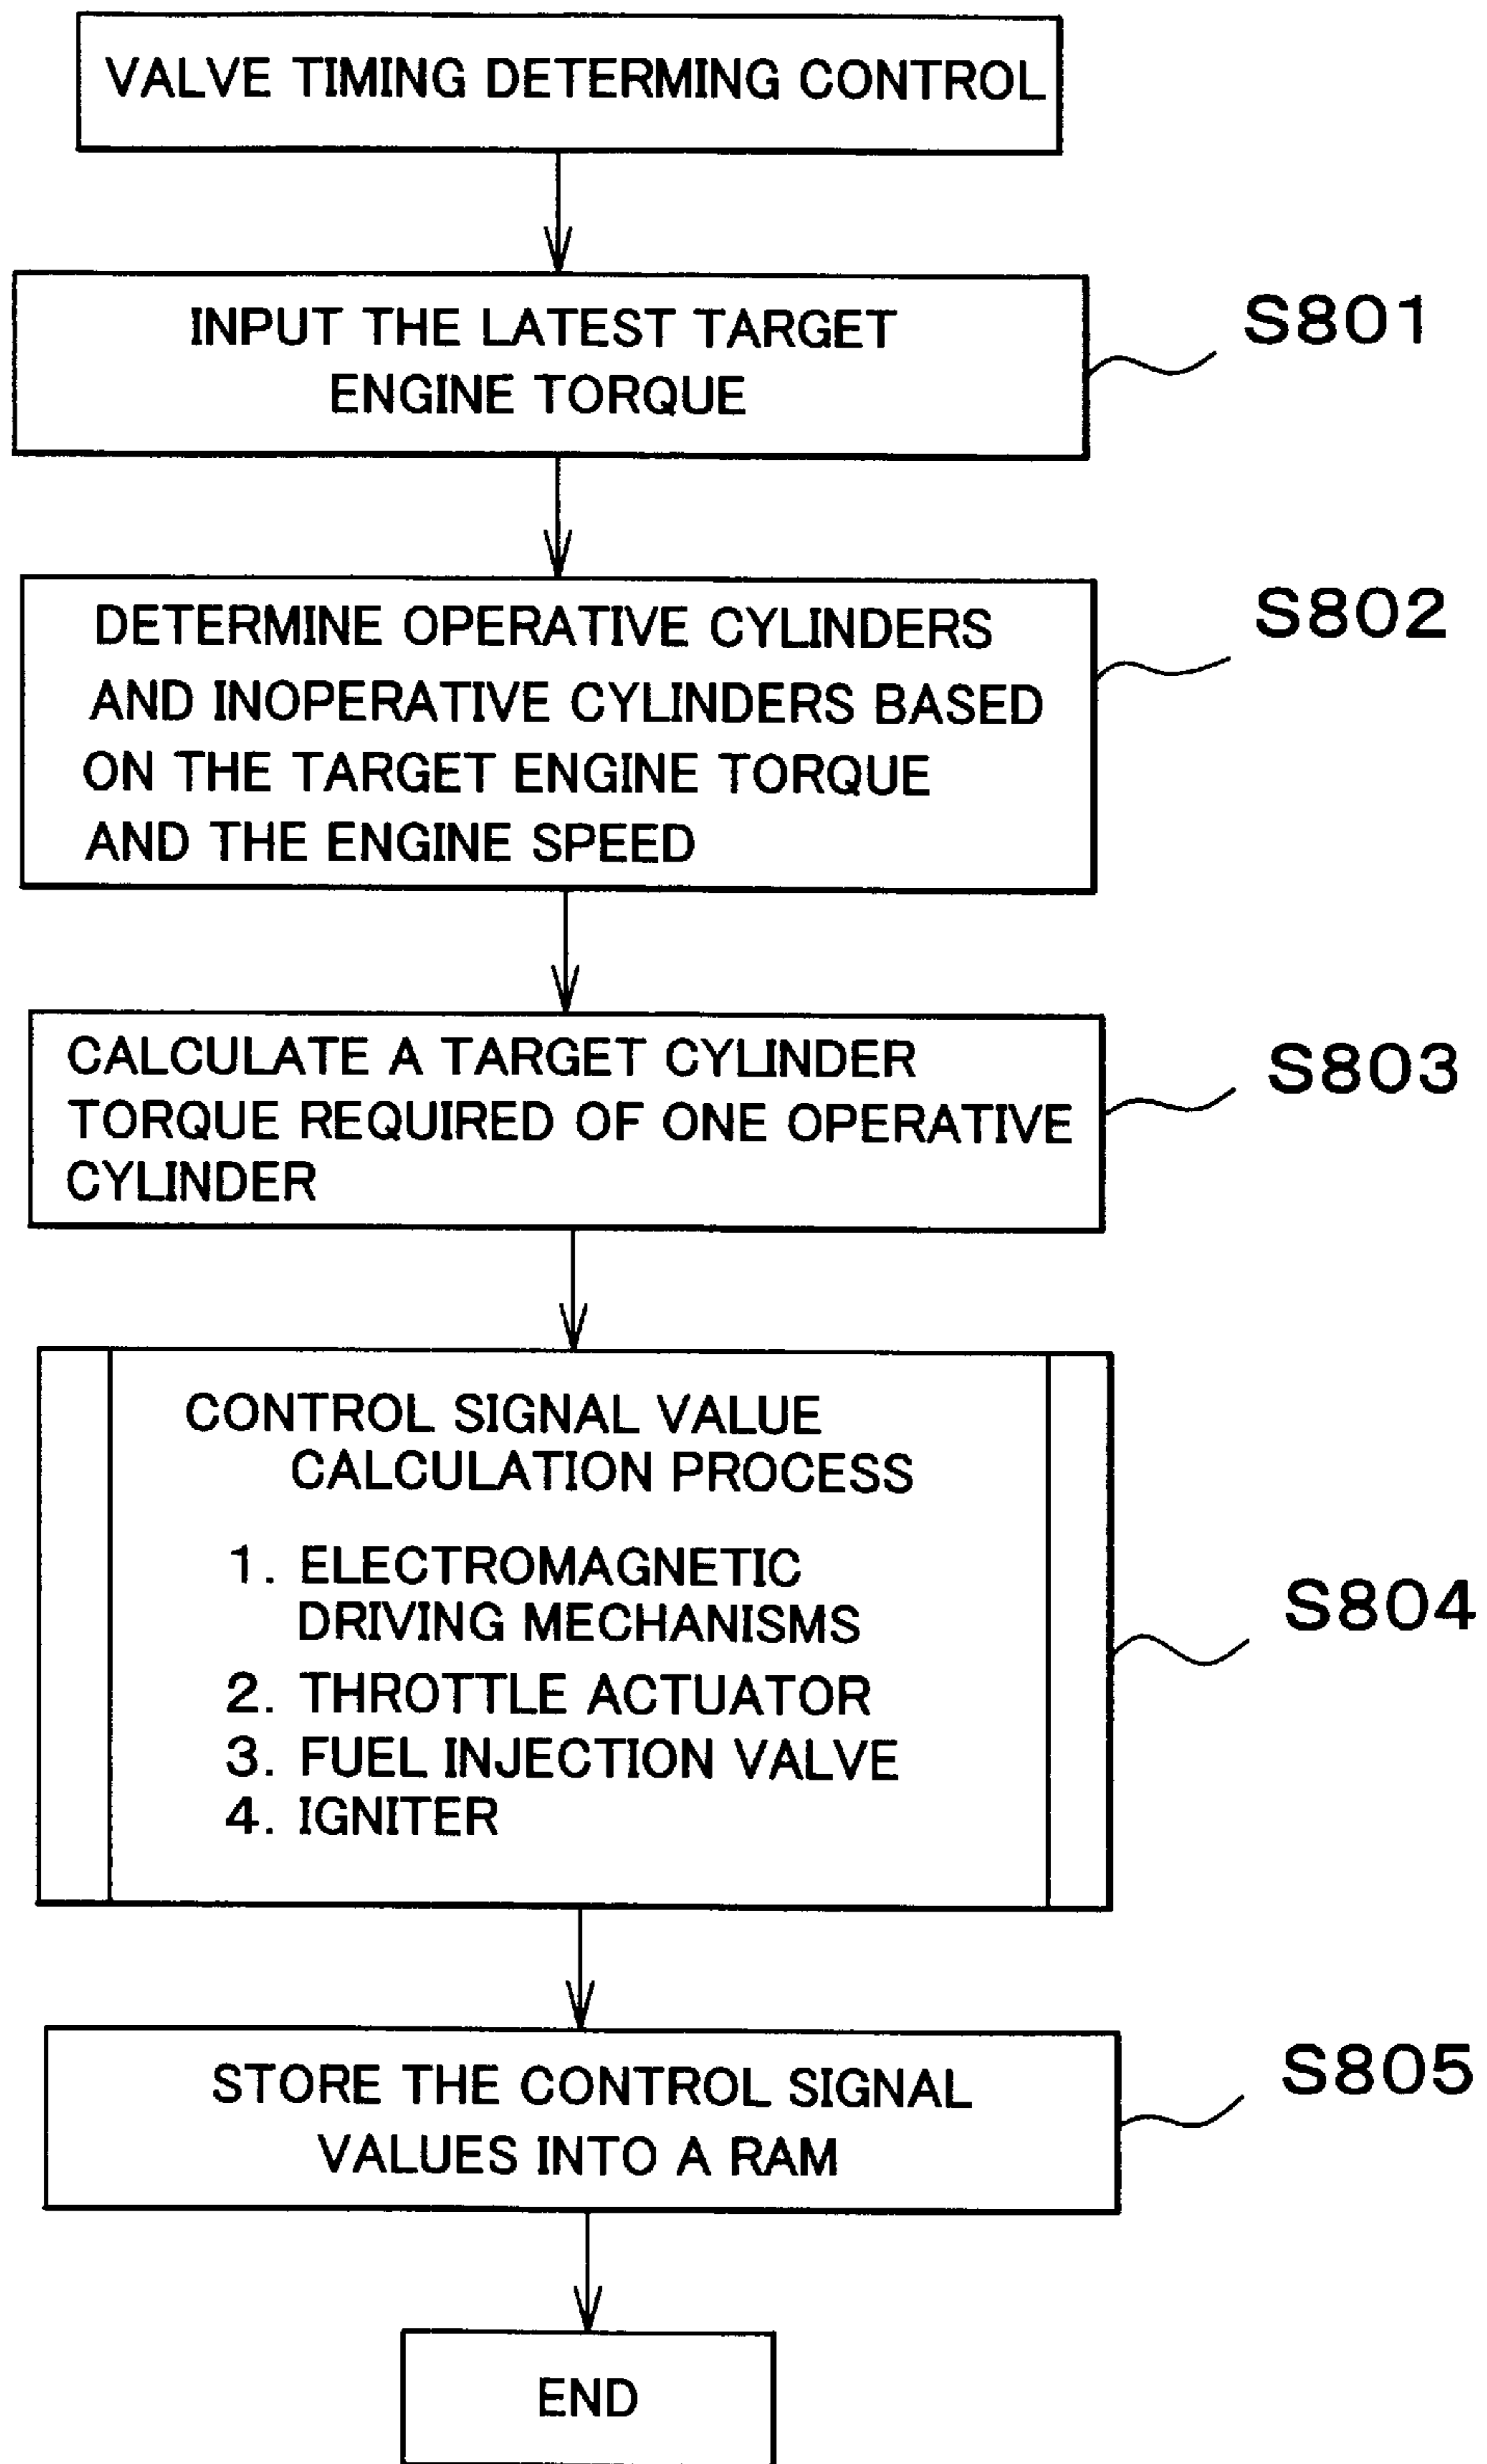 VALVE TIMING DETERMING CONTROL
INPUT THE LATEST TARGET
ENGINE TORQUE
S801
DETERMINE OPERATIVE CYLINDERS
AND INOPERATIVE CYLINDERS BASED
ON THE TARGET ENGINE TORQUE
AND THE ENGINE SPEED
S802
CALCULATE A TARGET CYLINDER
TORQUE REQUIRED OF ONE OPERATIVE
CYLINDER
S803
CONTROL SIGNAL VALUE
CALCULATION PROCESS
1. ELECTROMAGNETIC
DRIVING MECHANISMS
2. THROTTLE ACTUATOR
3. FUEL INJECTION VALVE
4. IGNITER
S804
STORE THE CONTROL SIGNAL
VALUES INTO A RAM
S805
END